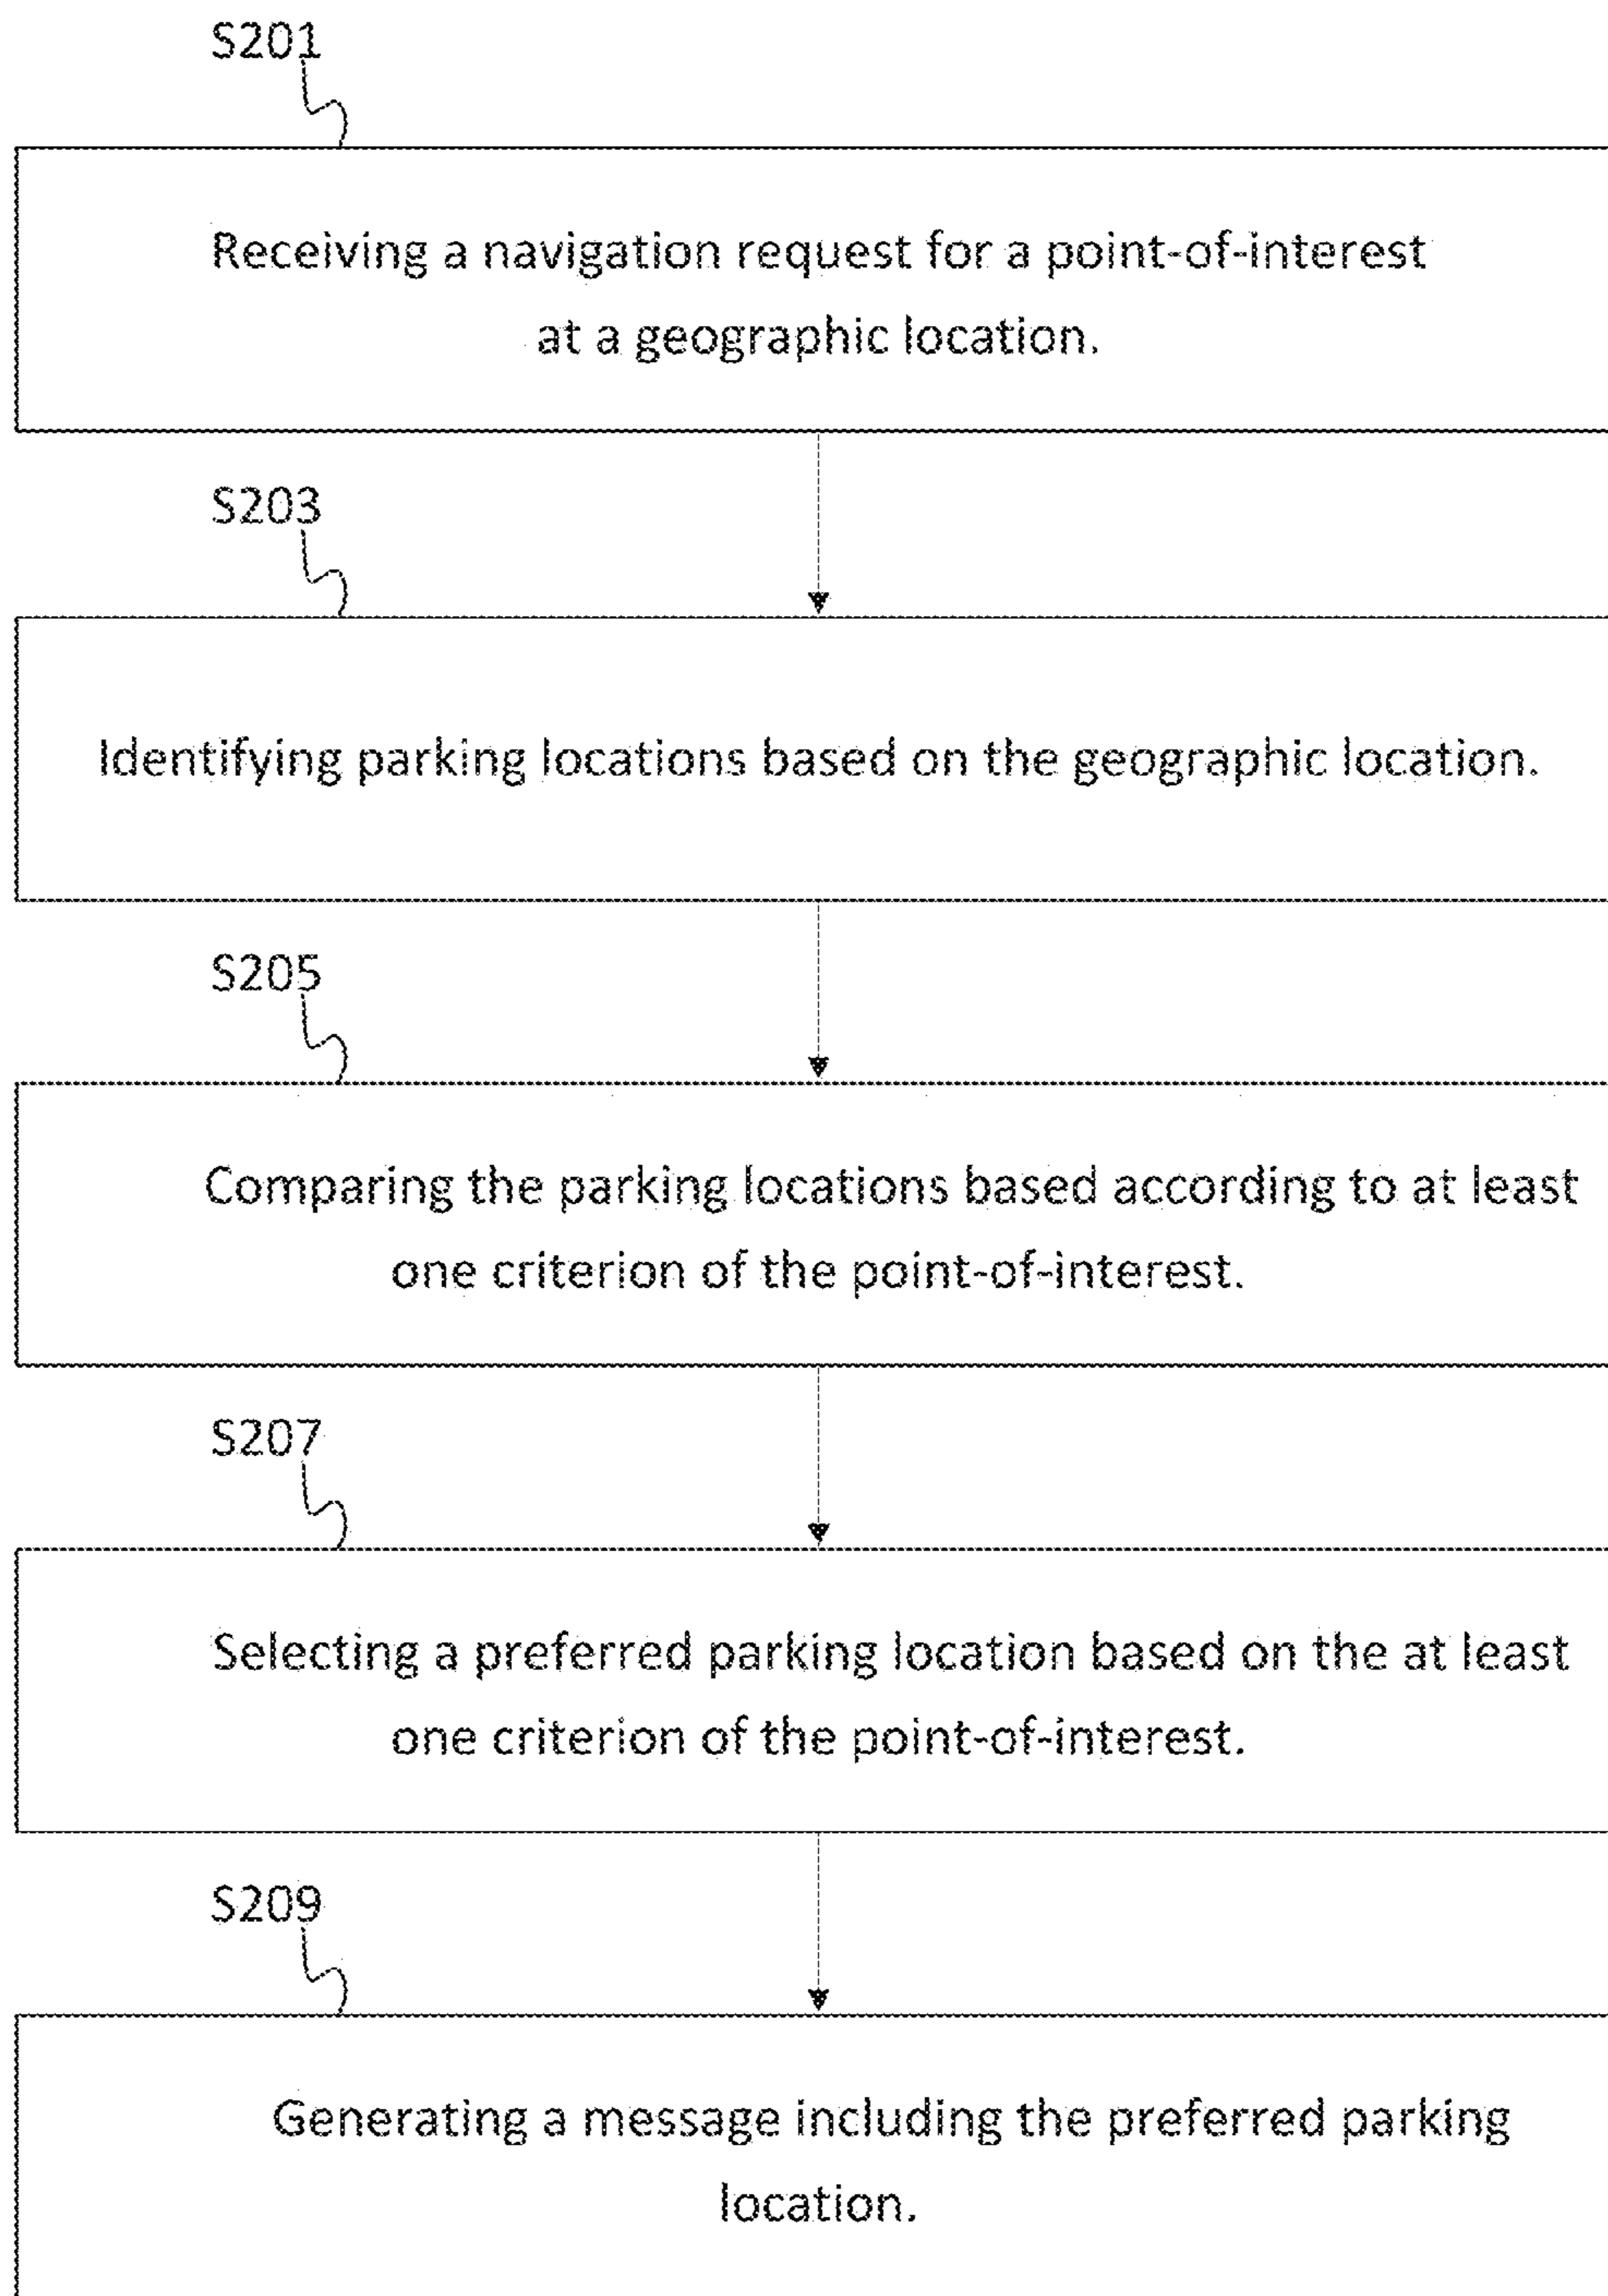 S201
Receiving a navigation request for a point-of-interest
at a geographic location.
S203
Identifying parking locations based on the geographic location.
S205
Comparing the parking locations based according to at least
one criterion of the point-of-interest.
S207
Selecting a preferred parking location based on the at least
one criterion of the point-of-interest.
S209
Generating a message including the preferred parking
location.